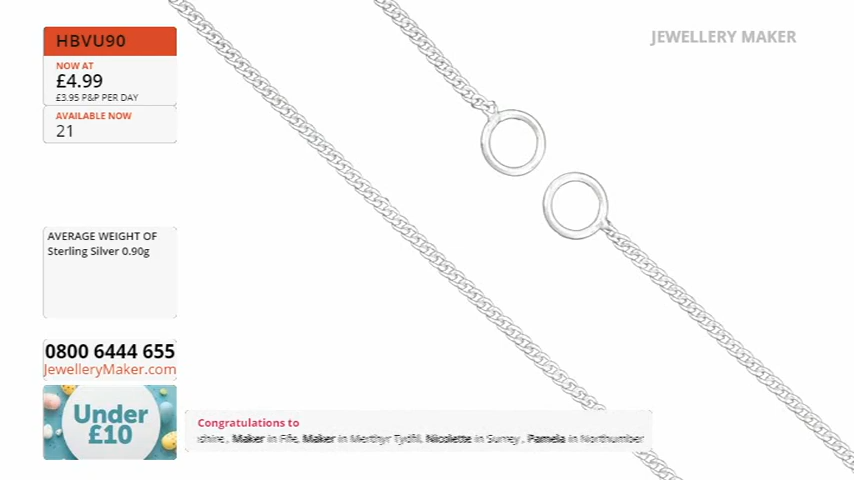 JEWELLERY MAKER
HBVU90
NOW AT
£4.99
£3.95 P&P PER DAY
AVAILABLE NOW
21
AVERAGE WEIGHT OF
Sterling Silver 0.90g
0800 6444 655
JewelleryMaker.com
Under
£10
Congratulations to
Maker in Fife, Maker in Merthyr Tydfil, Nicolette in Surrey, Pamela in Northumber